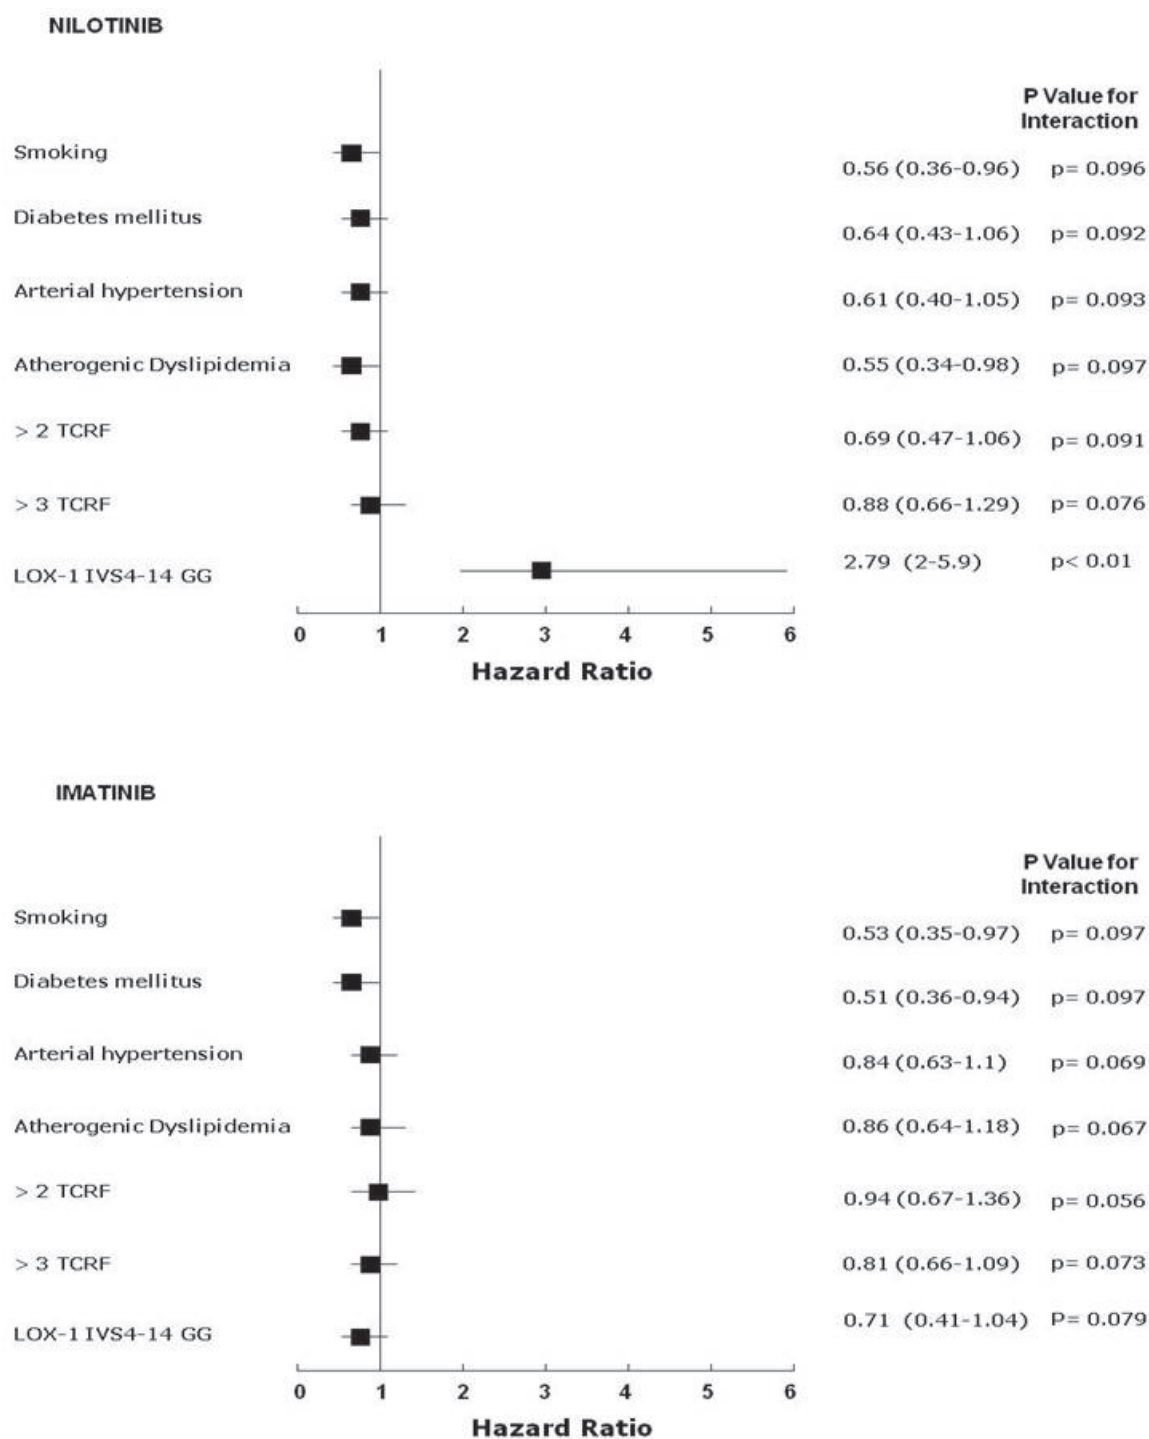 NILOTINIB
P Value for
Interaction
Smoking 0.56 (0.36-0.96) p= 0.096
Diabetes mellitus 0.64 (0.43-1.06) p= 0.092
Arterial hypertension 0.61 (0.40-1.05) p= 0.093
Atherogenic Dyslipidemia 0.55 (0.34-0.98) p= 0.097
> 2 TCRF 0.69 (0.47-1.06) p= 0.091
> 3 TCRF 0.88 (0.66-1.29) p= 0.076
LOX-1 IVS4-14 GG 2.79 (2-5.9) p< 0.01
0 1 2 3 4 5 6
Hazard Ratio
IMATINIB
P Value for
Interaction
Smoking 0.53 (0.35-0.97) p= 0.097
Diabetes mellitus 0.51 (0.36-0.94) p= 0.097
Arterial hypertension 0.84 (0.63-1.1) p= 0.069
Atherogenic Dyslipidemia 0.86 (0.64-1.18) p= 0.067
> 2 TCRF 0.94 (0.67-1.36) p= 0.056
> 3 TCRF 0.81 (0.66-1.09) p= 0.073
LOX-1 IVS4-14 GG 0.71 (0.41-1.04) P= 0.079
0 1 2 3 4 5 6
Hazard Ratio